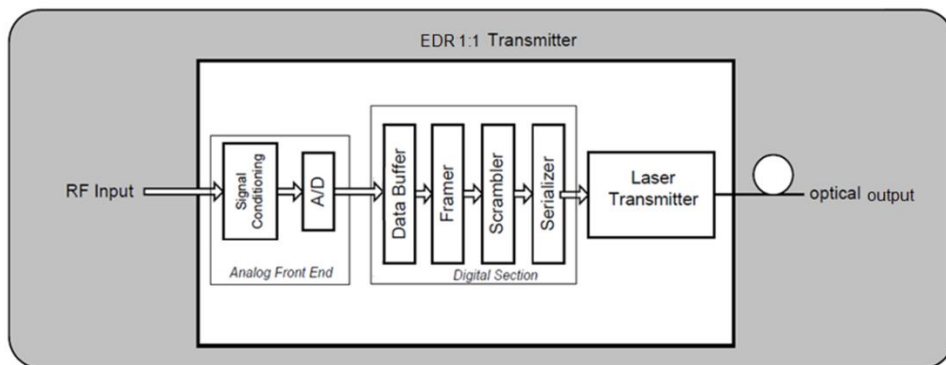 EDR 1:1 Transmitter
RF Input
Signal
Conditioning
A/D
Analog Front End
Data Buffer
Framer
Scrambler
Serializer
Digital Section
Laser
Transmitter
optical output